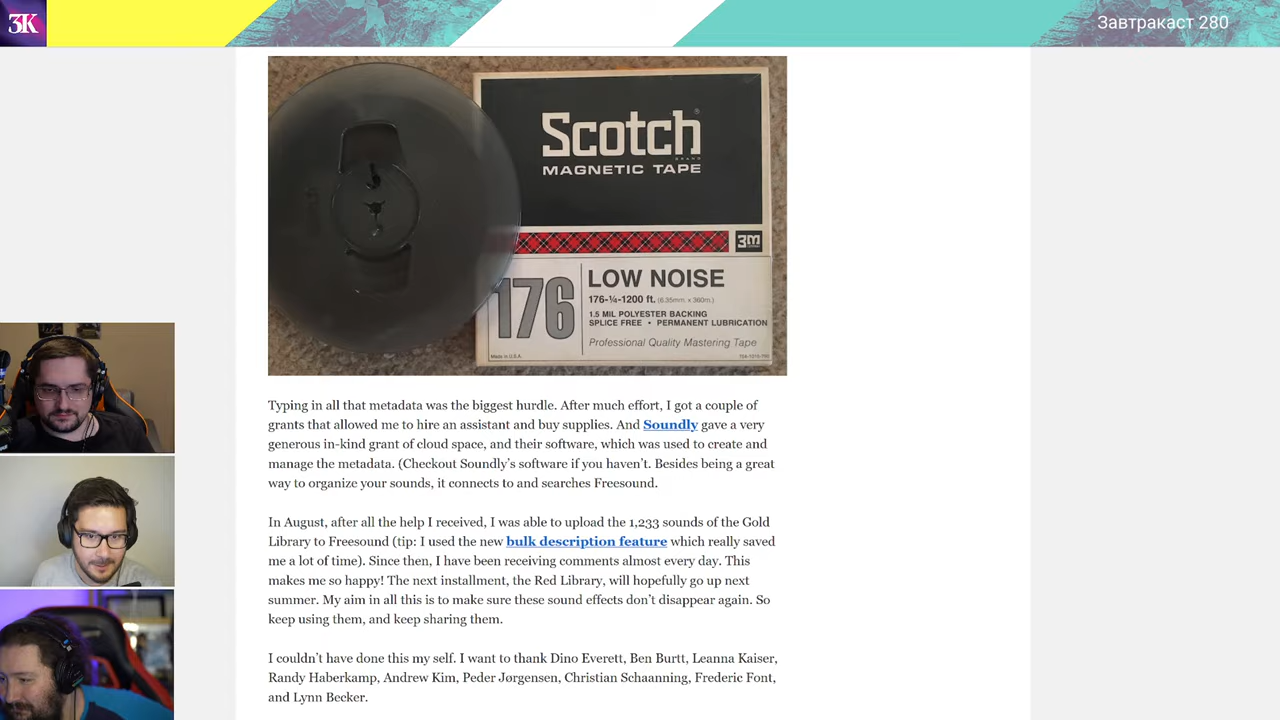 3K
Завтракаст 280
Scotch
BRAND
MAGNETIC TAPE
3M
COMPANY
176
LOW NOISE
176-¼-1200 ft. (6.35mm. x 360m.)
1.5 MIL POLYESTER BACKING
SPLICE FREE • PERMANENT LUBRICATION
Professional Quality Mastering Tape
Made in U.S.A.
Typing in all that metadata was the biggest hurdle. After much effort, I got a couple of
grants that allowed me to hire an assistant and buy supplies. And Soundly gave a very
generous in-kind grant of cloud space, and their software, which was used to create and
manage the metadata. (Checkout Soundly's software if you haven't. Besides being a great
way to organize your sounds, it connects to and searches Freesound.
In August, after all the help I received, I was able to upload the 1,233 sounds of the Gold
Library to Freesound (tip: I used the new bulk description feature which really saved
me a lot of time). Since then, I have been receiving comments almost every day. This
makes me so happy! The next installment, the Red Library, will hopefully go up next
summer. My aim in all this is to make sure these sound effects don't disappear again. So
keep using them, and keep sharing them.
I couldn't have done this my self. I want to thank Dino Everett, Ben Burtt, Leanna Kaiser,
Randy Haberkamp, Andrew Kim, Peder Jørgensen, Christian Schaanning, Frederic Font,
and Lynn Becker.